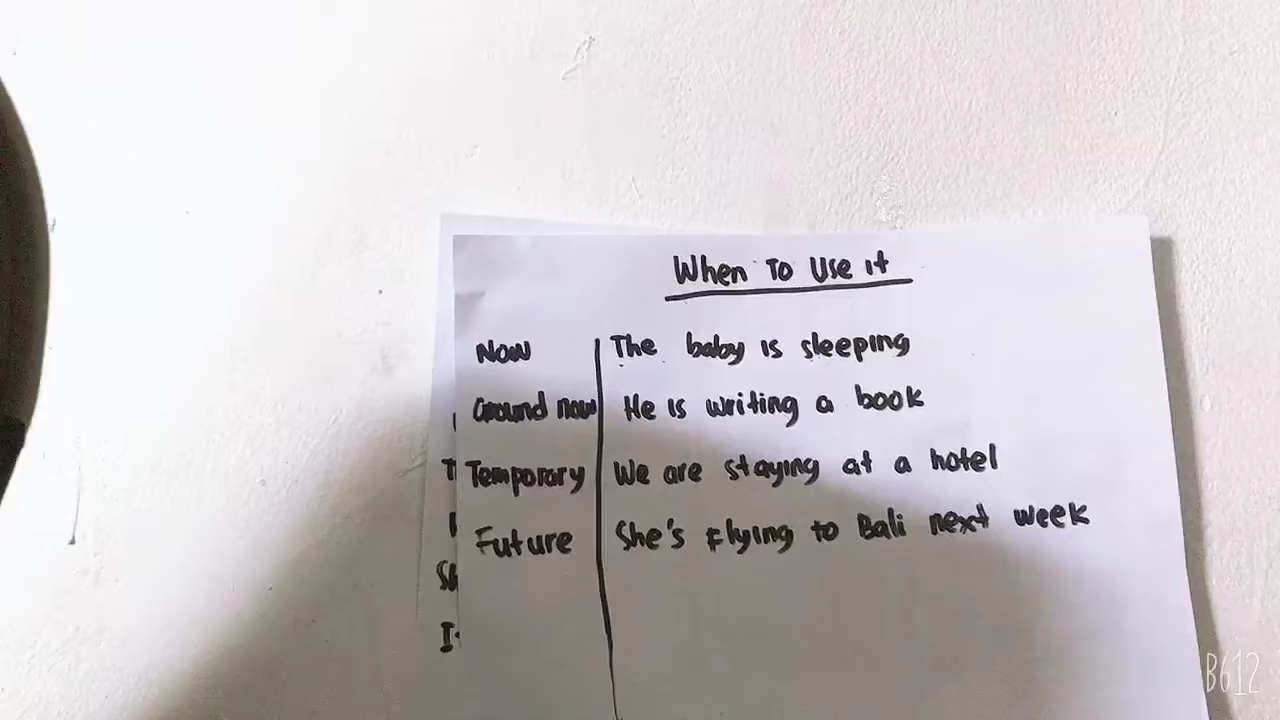 When To Use it
Now The baby is sleeping
around now He is writing a book
Temporary We are staying at a hotel
Future She's flying to Bali next week
B612